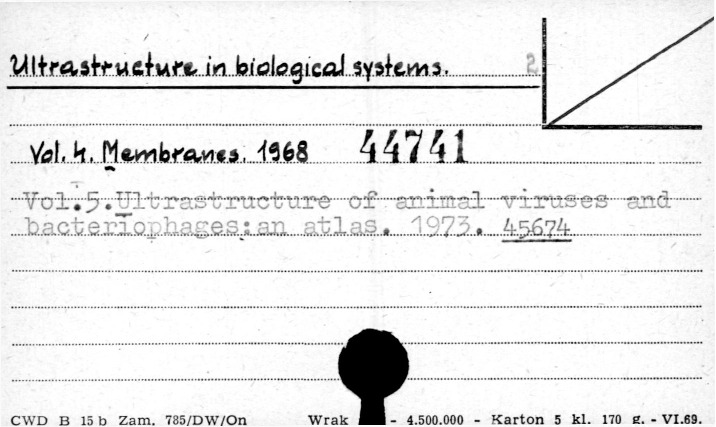 Ultrastructure in biological systems. 2.
Vol. 4. Membranes. 1968 44741
Vol.5.Ultrastructure of animal viruses and
bacteriophages:an atlas. 1973. 45674
CWD B 15 b Zam. 785/DW/On Wrak - 4.500.000 - Karton 5 kl. 170 g. - VI.69.